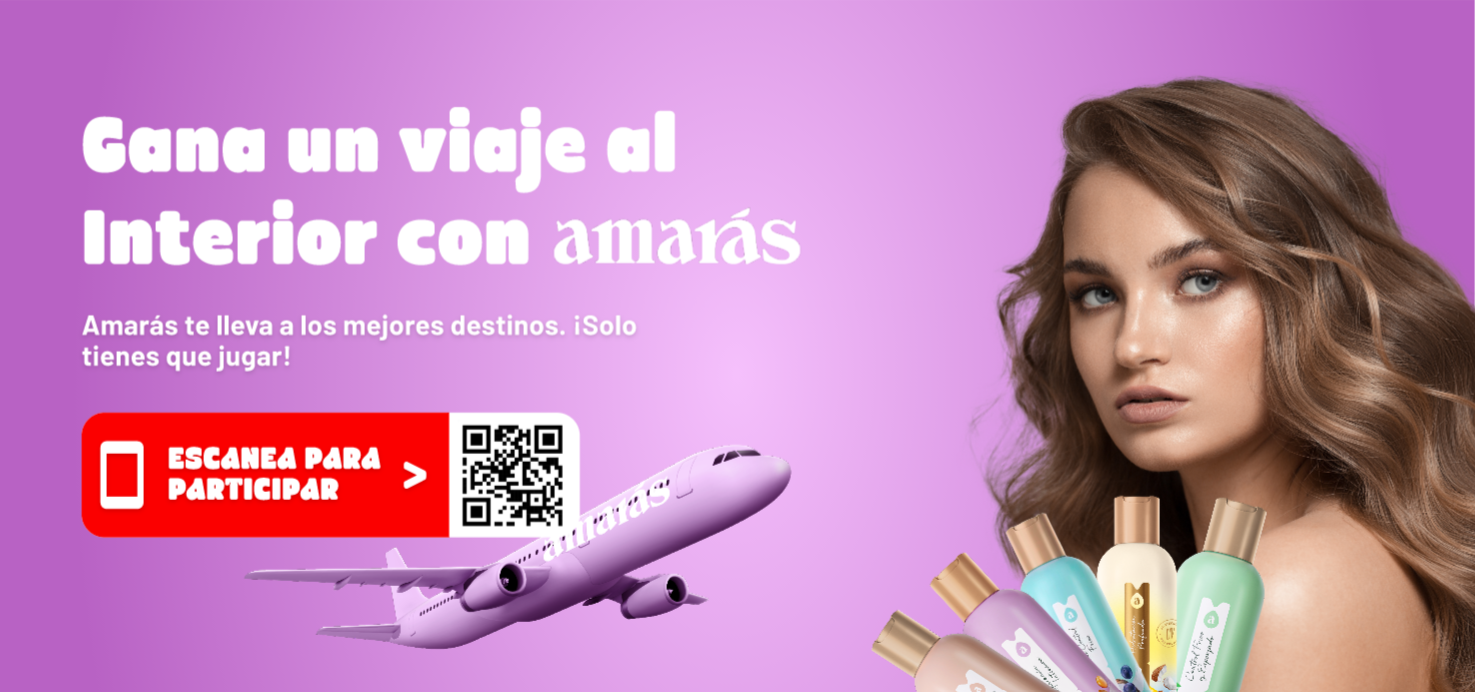 Gana un viaje al
Interior con amarás
Amarás te lleva a los mejores destinos. ¡Solo
tienes que jugar!
ESCANEA PARA >
PARTICIPAR
amarás